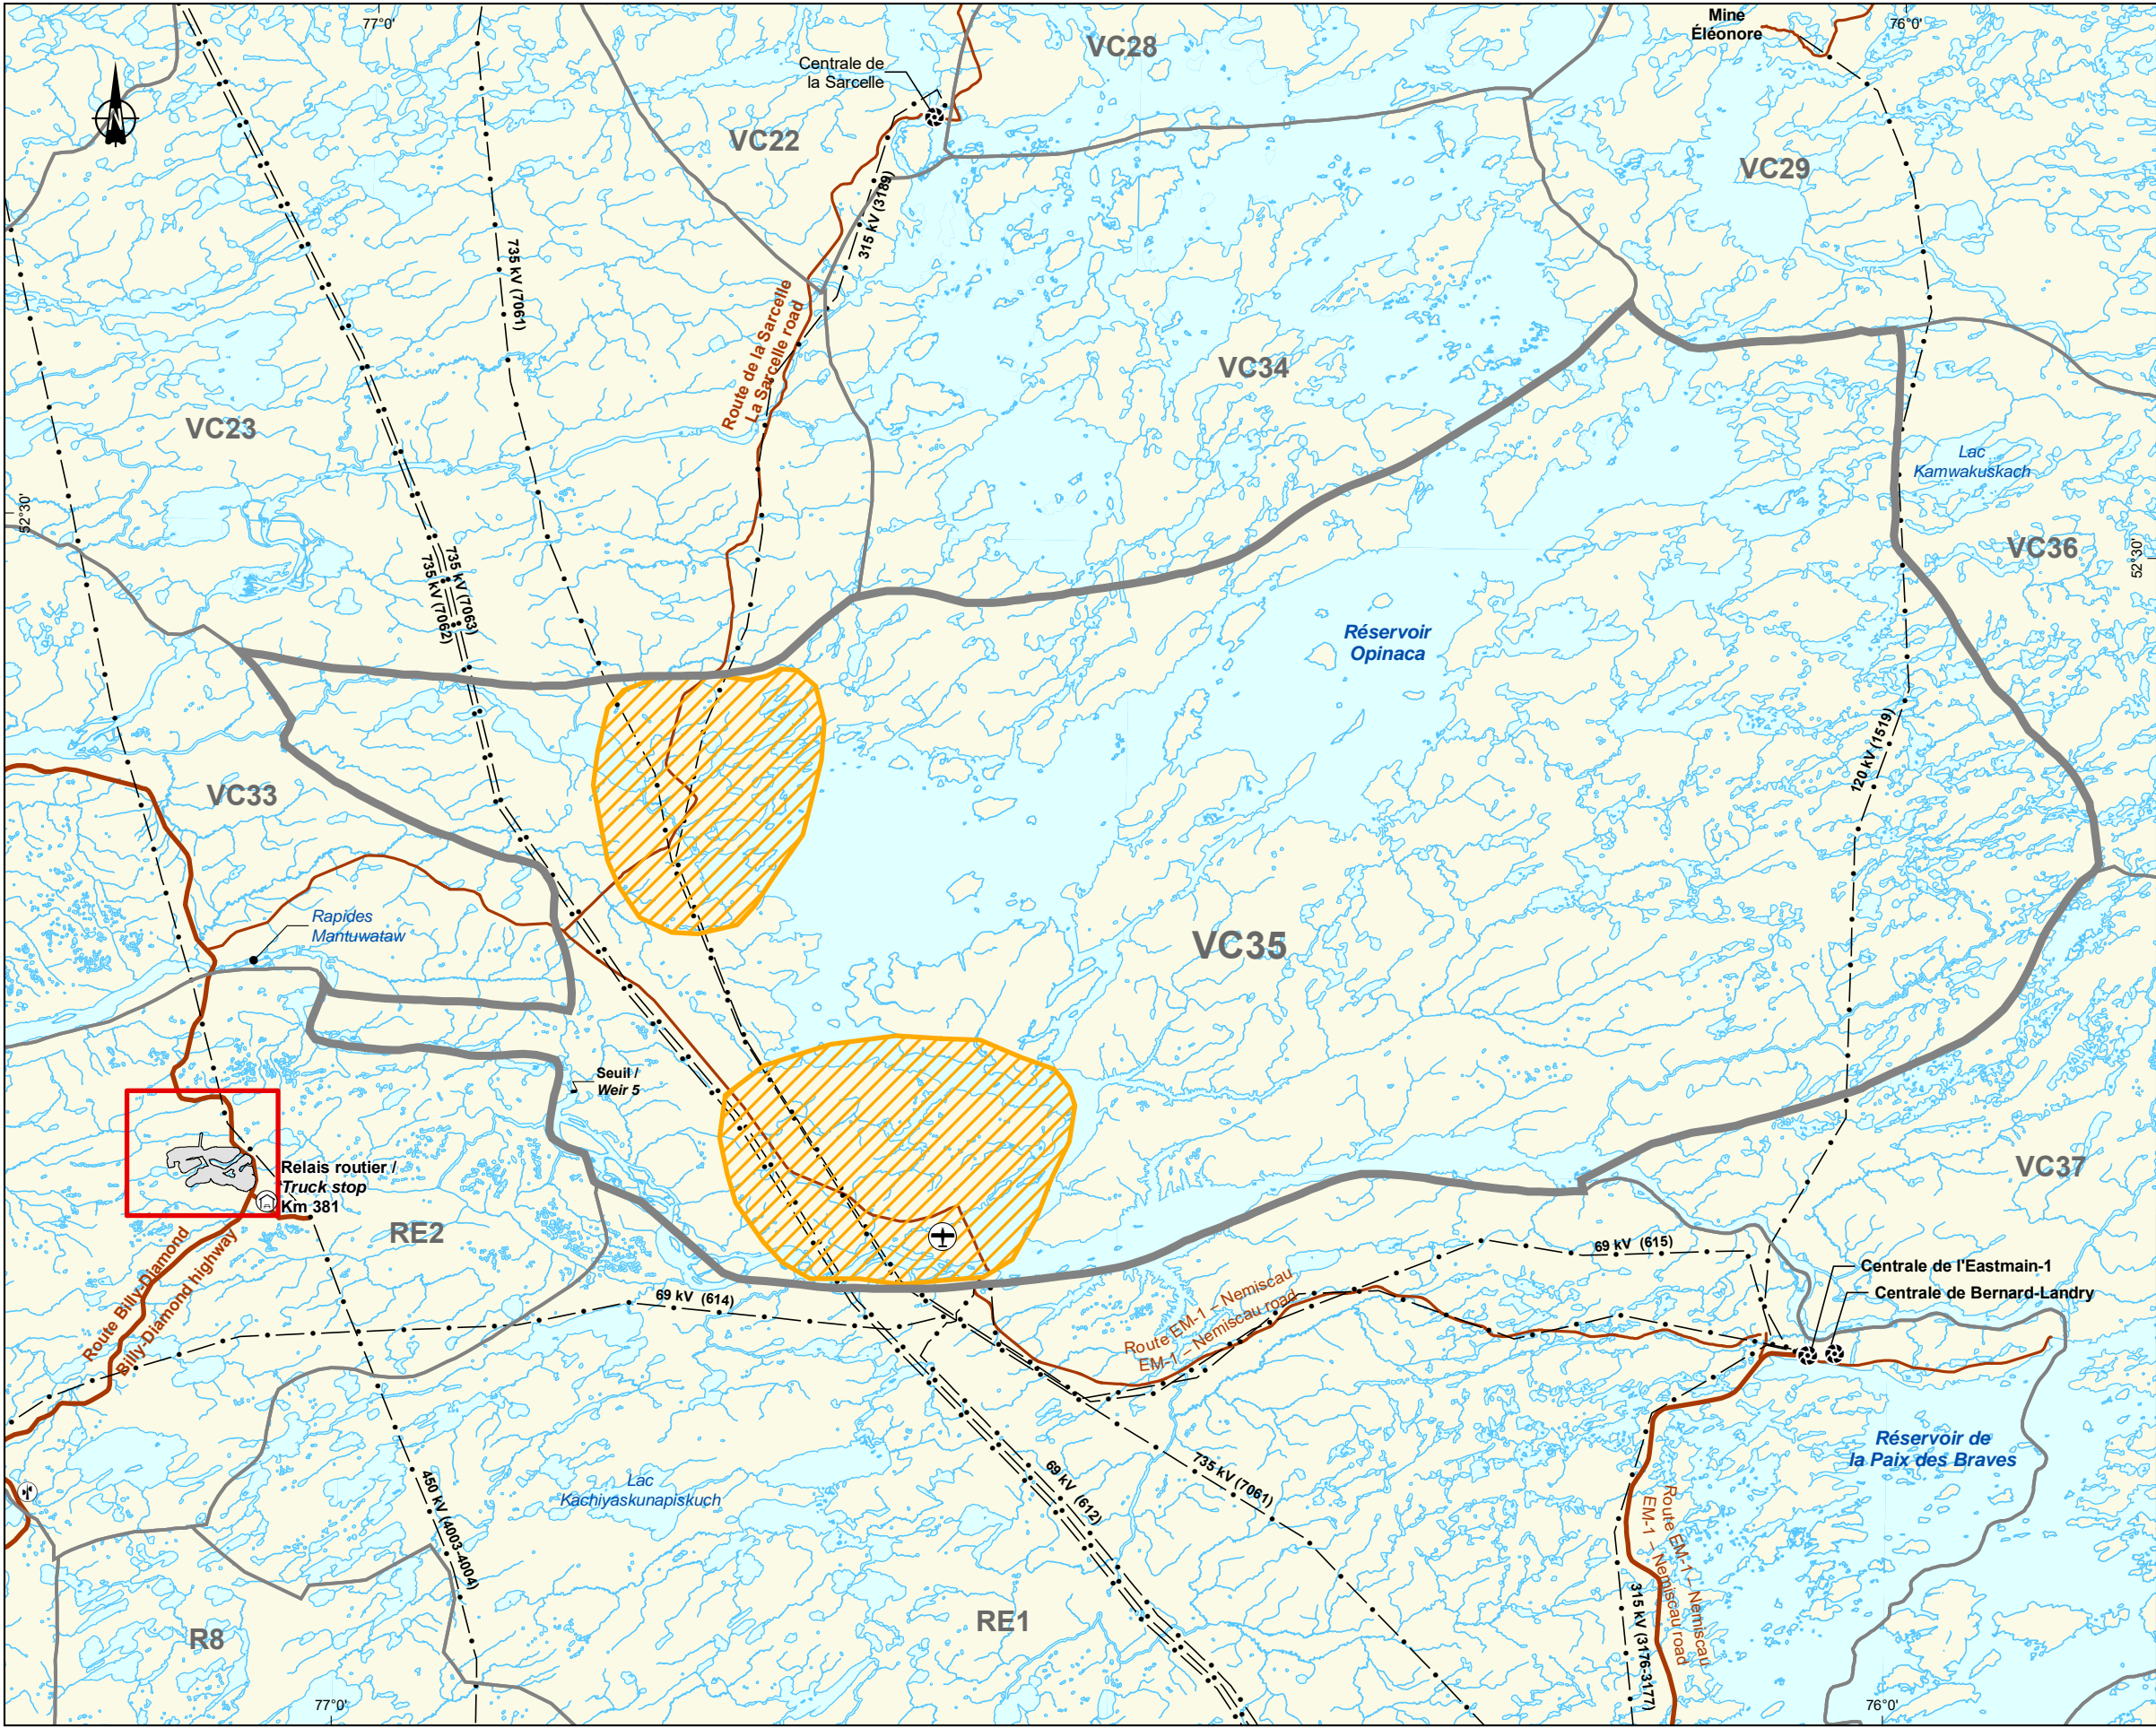 77°0'
76°0'
Mine
Éléonore
VC28
Centrale de
la Sarcelle
N
VC22
VC29
315 kV (3189)
735 kV (7061)
Route de la Sarcelle
La Sarcelle road
VC34
VC23
Lac
Kamwakuskach
52°30'
52°30'
VC36
735 kV (7063)
735 kV (7062)
Réservoir
Opinaca
120 kV (1519)
VC33
Rapides
Mantuwataw
VC35
Seuil /
Weir 5
Relais routier /
Truck stop
Km 381
VC37
RE2
Route Billy-Diamond
Billy-Diamond highway
69 kV (615)
Centrale de l'Eastmain-1
Centrale de Bernard-Landry
69 kV (614)
Route EM-1 – Nemiscau
EM-1 – Nemiscau road
Réservoir de
la Paix des Braves
Lac
Kachiyaskunapiskuch
450 kV (4003-4004)
69 kV (612)
735 kV (7061)
Route EM-1 – Nemiscau
EM-1 – Nemiscau road
315 kV (3176-3177)
R8
RE1
77°0'
76°0'